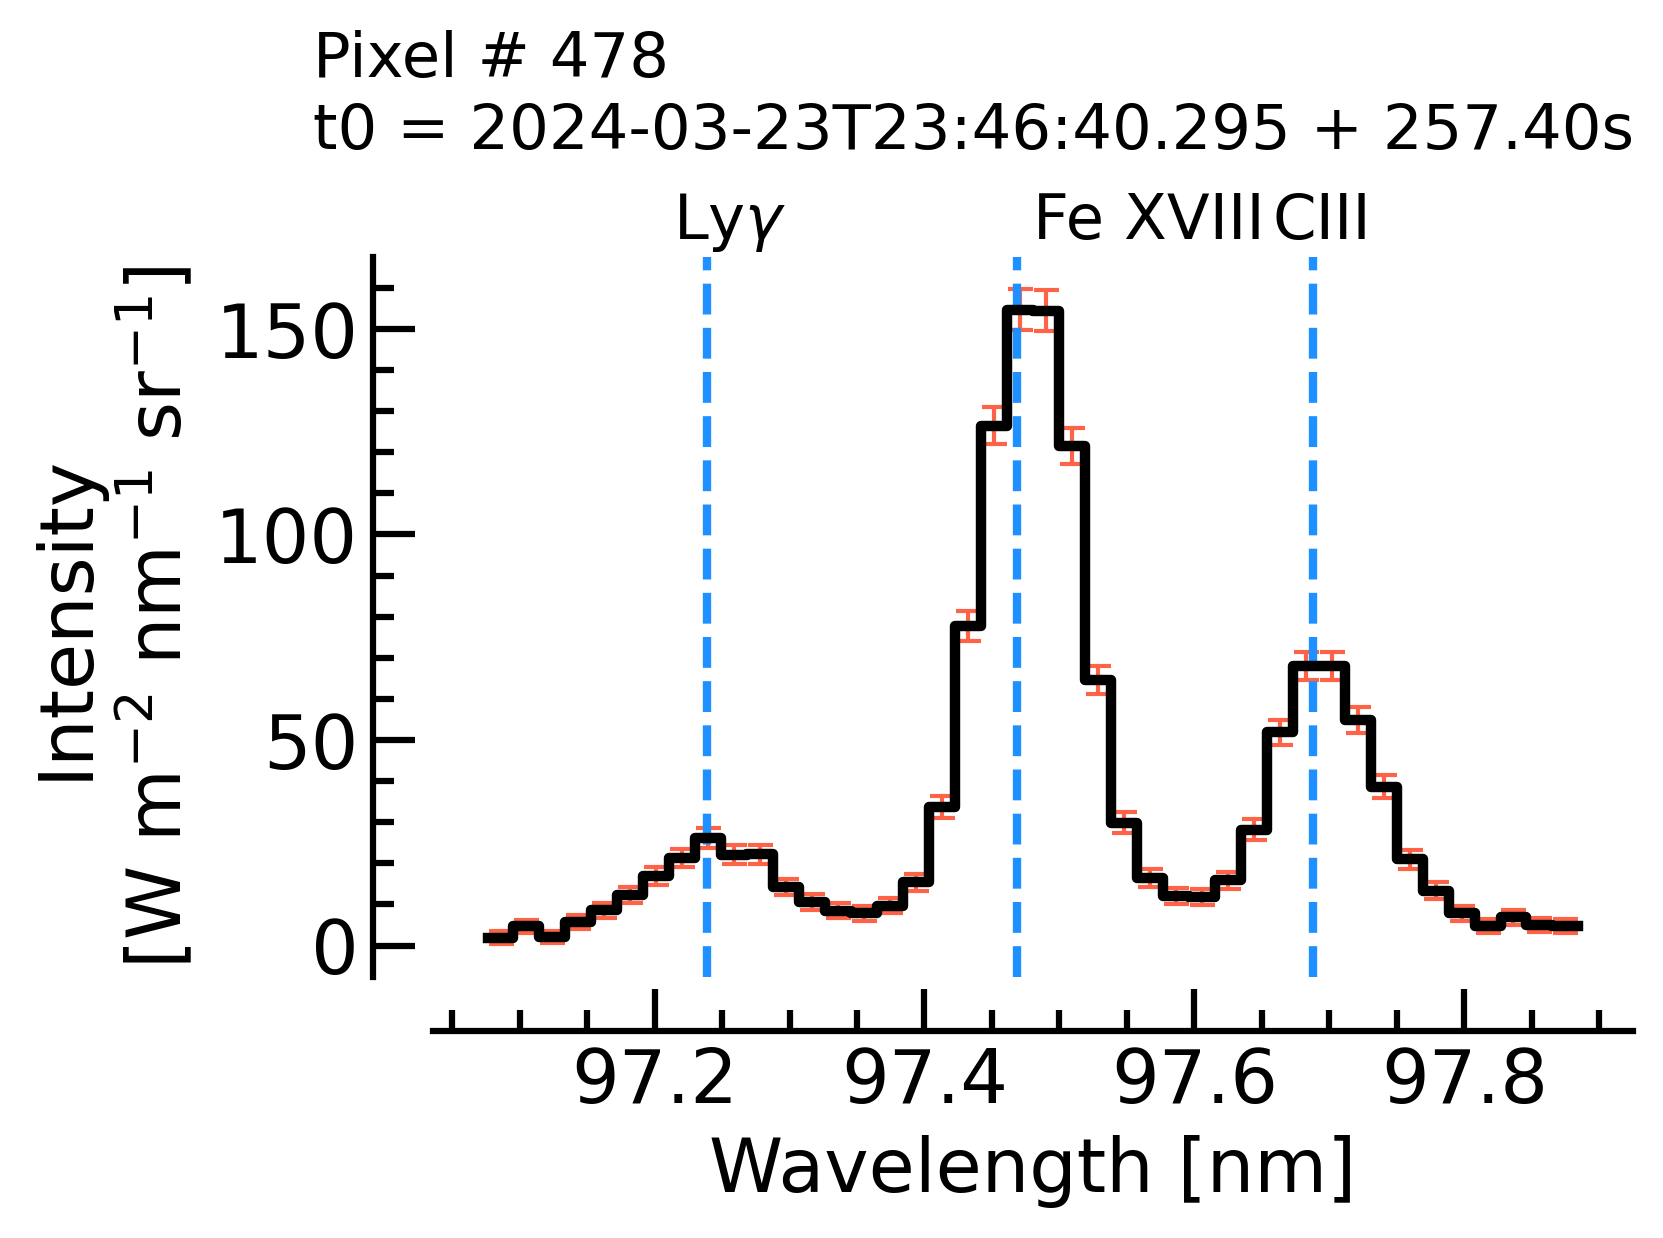 Pixel # 478
t0 = 2024-03-23T23:46:40.295 + 257.40s
Lyγ Fe XVIII CIII
Intensity
[W m⁻² nm⁻¹ sr⁻¹]
150
100
50
0
97.2 97.4 97.6 97.8
Wavelength [nm]